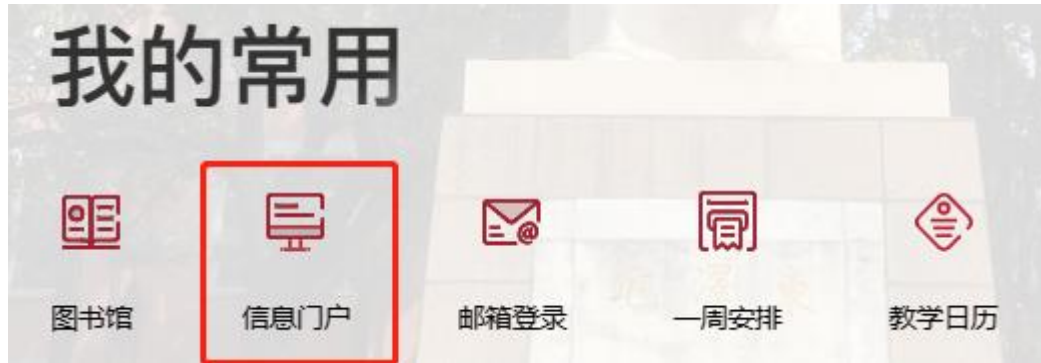 我的常用
图书馆
信息门户
邮箱登录
一周安排
教学日历